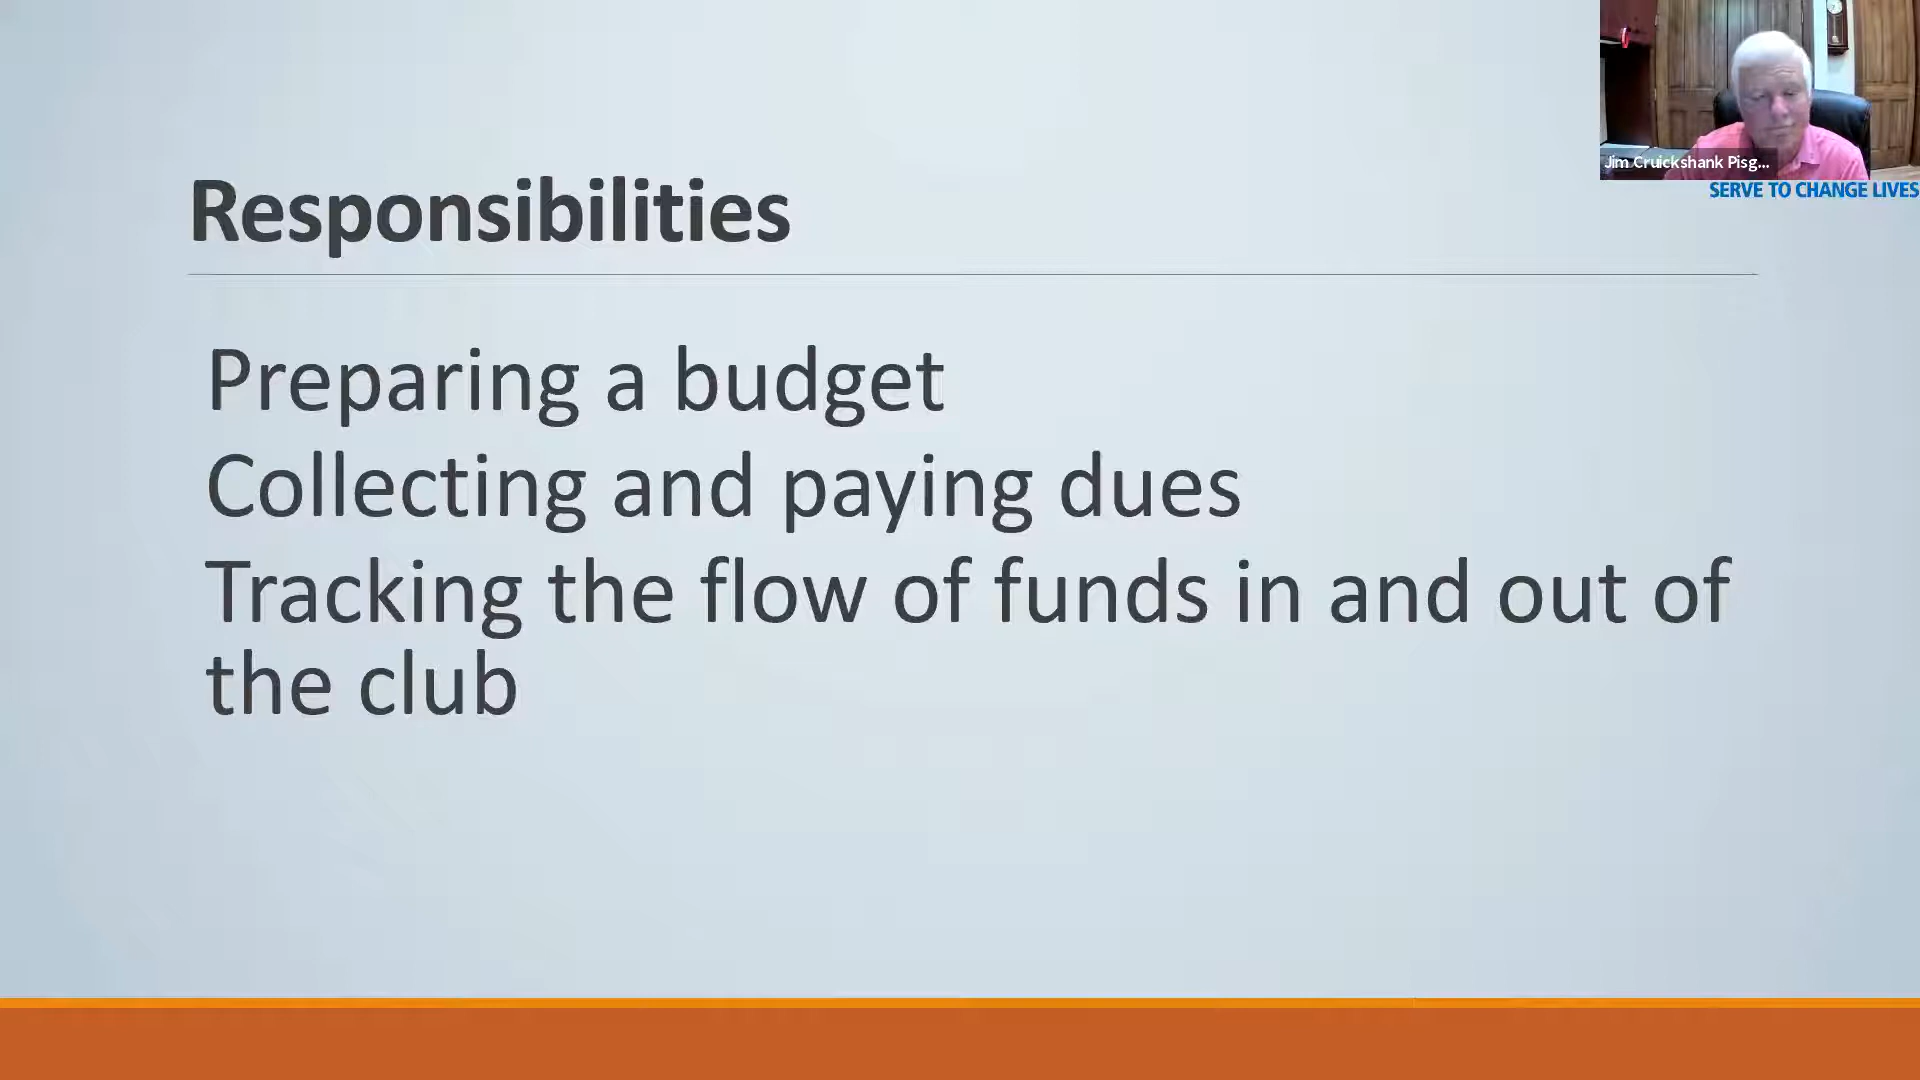 Jim Cruickshank Pisg...
SERVE TO CHANGE LIVES
Responsibilities
Preparing a budget
Collecting and paying dues
Tracking the flow of funds in and out of
the club